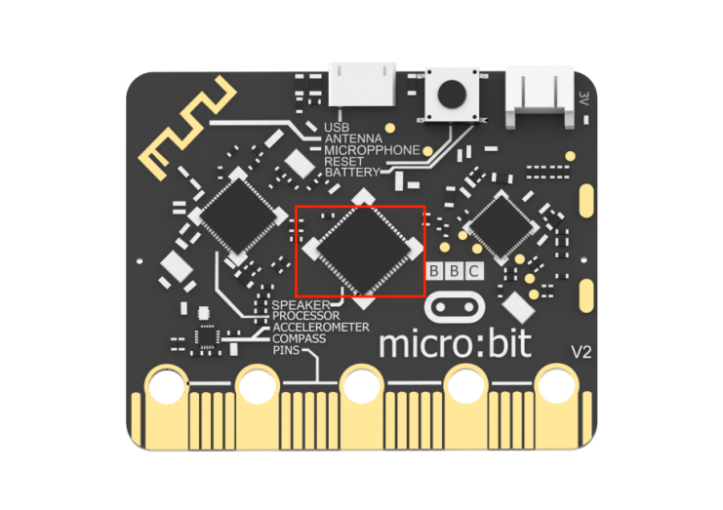 3V
USB
ANTENNA
MICROPPHONE
RESET
BATTERY
BBC
SPEAKER
PROCESSOR
ACCELEROMETER
COMPASS
PINS
micro:bit
V2